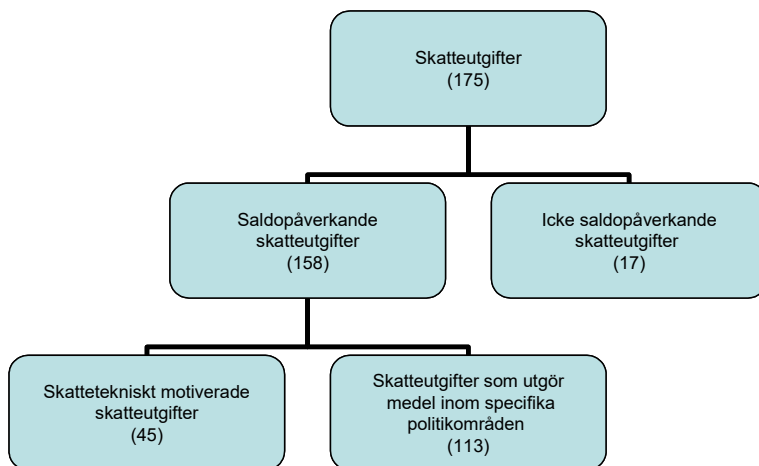 Skatteutgifter
(175)
Saldopåverkande
skatteutgifter
(158)
Icke saldopåverkande
skatteutgifter
(17)
Skattetekniskt motiverade
skatteutgifter
(45)
Skatteutgifter som utgör
medel inom specifika
politikområden
(113)